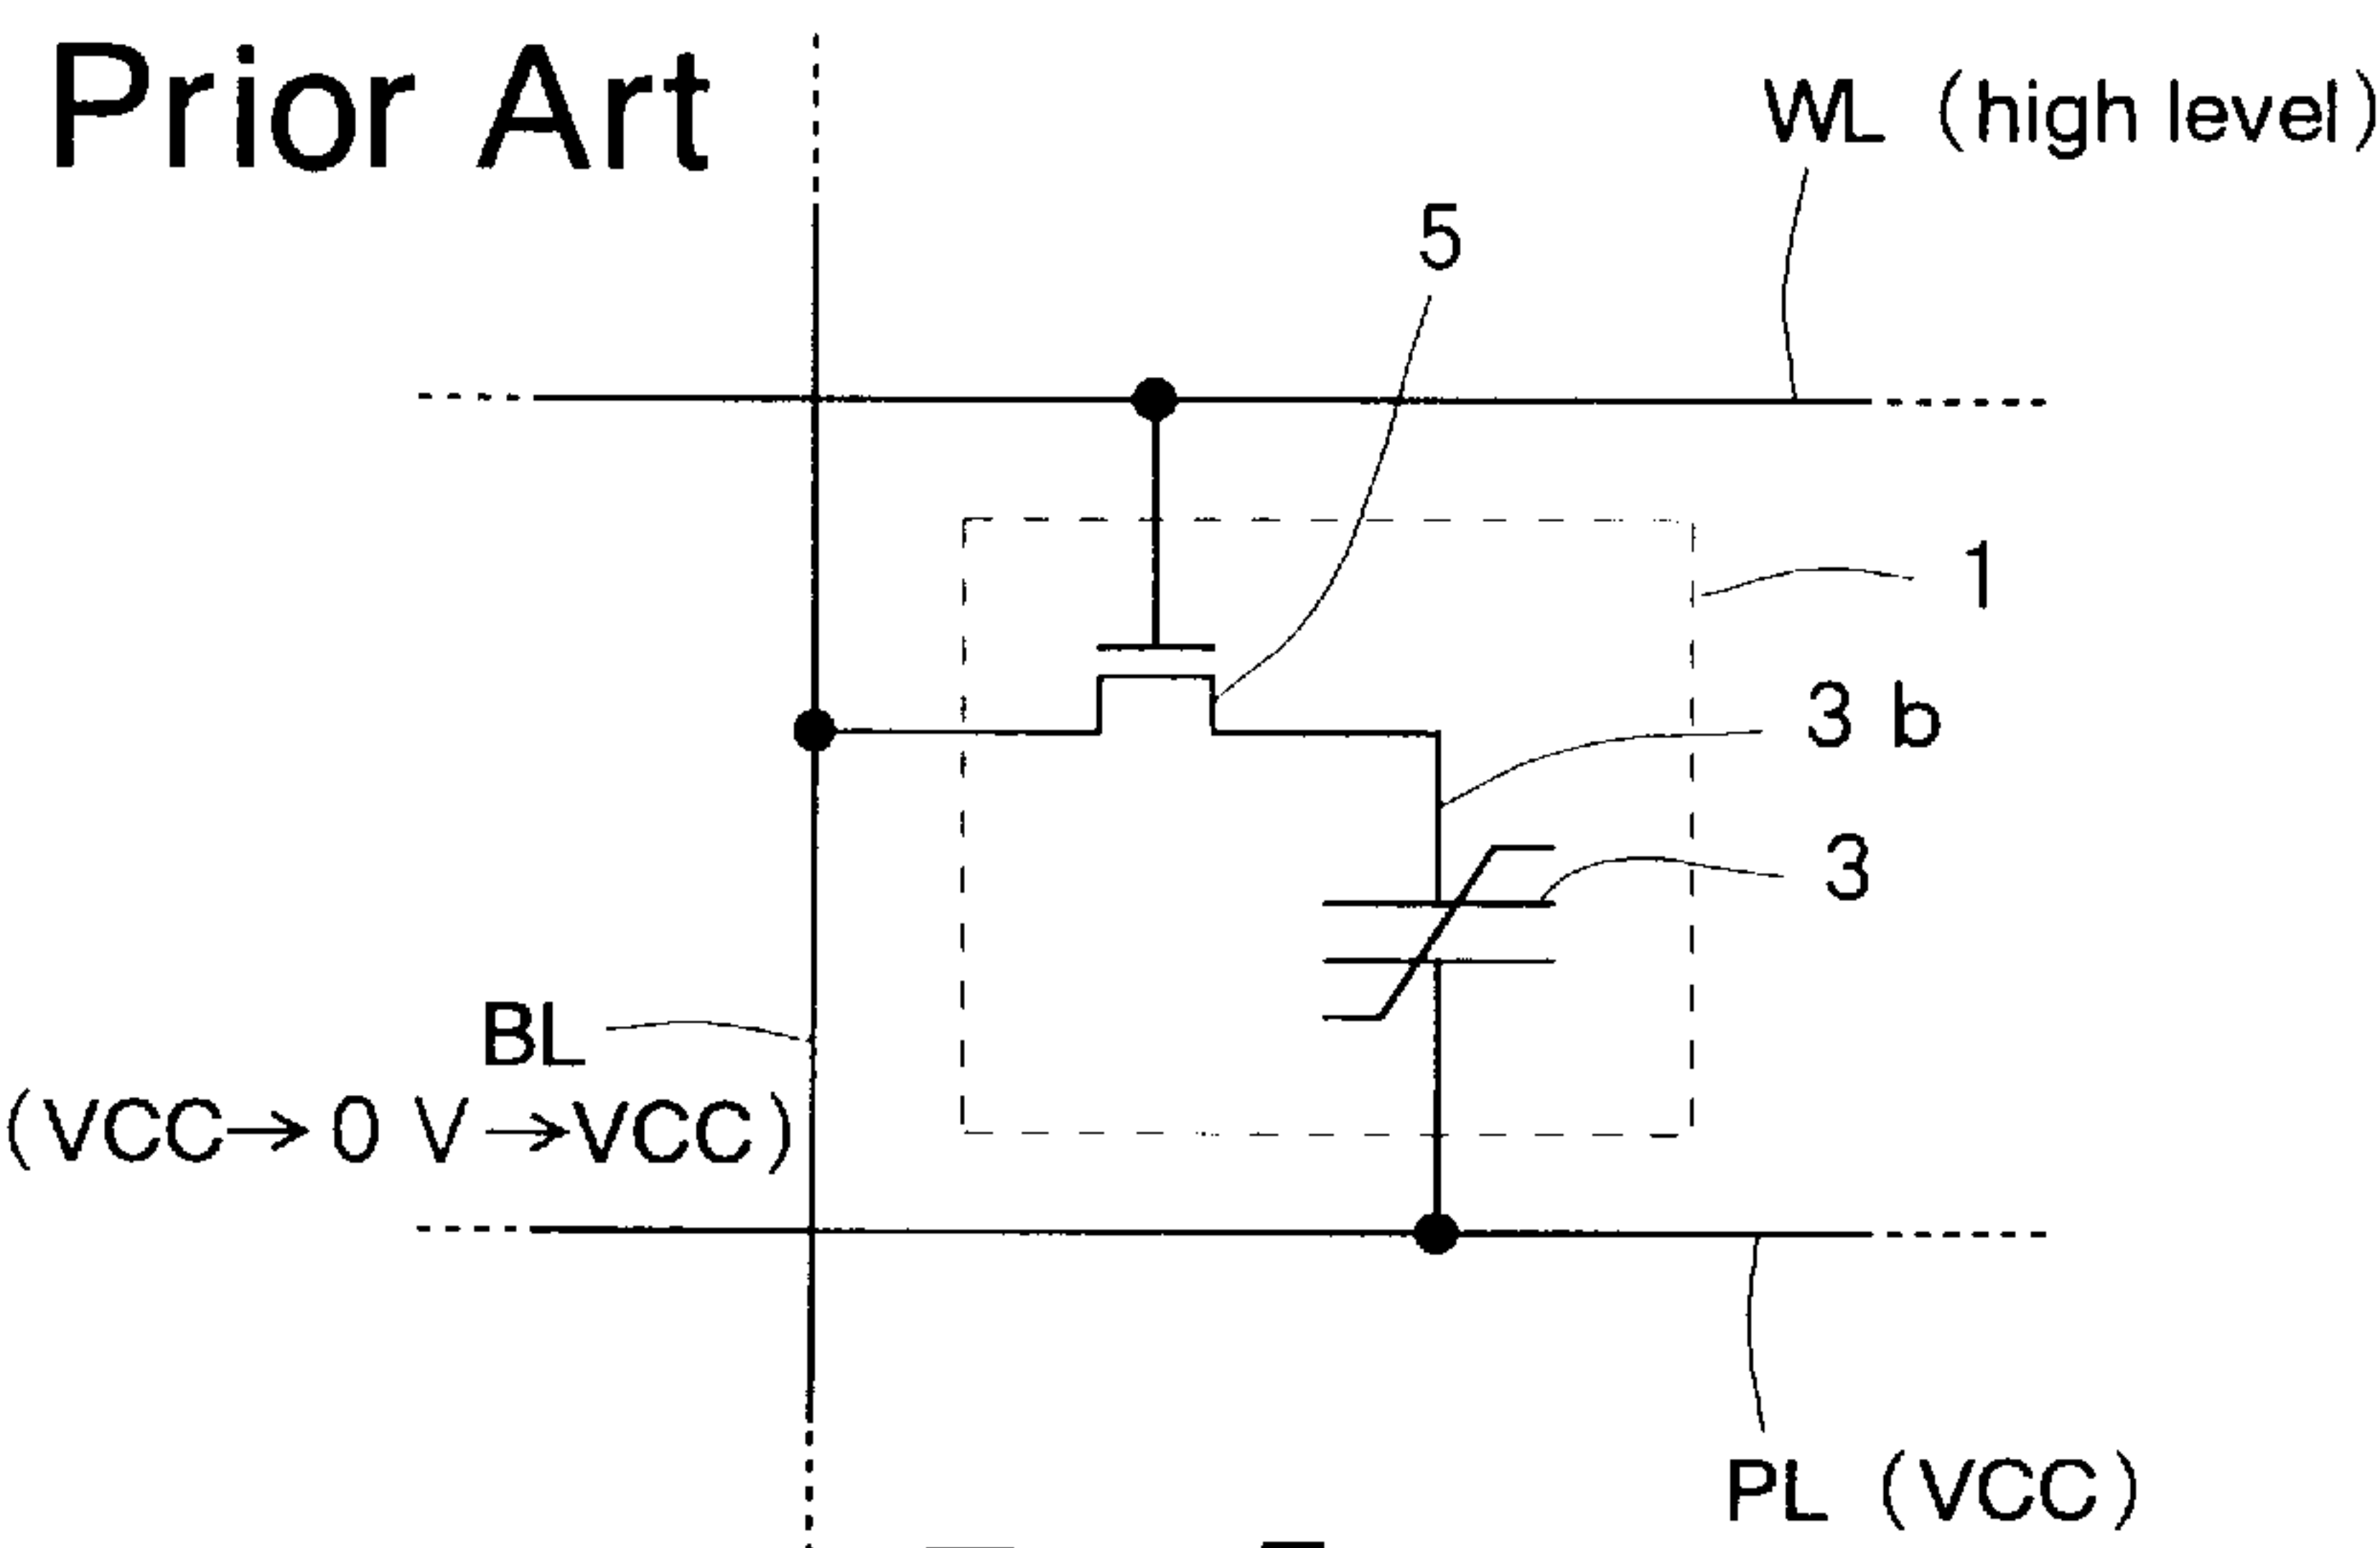 Prior Art
WL (high level)
5
1
3 b
3
BL
(VCC→0 V→VCC)
PL (VCC)